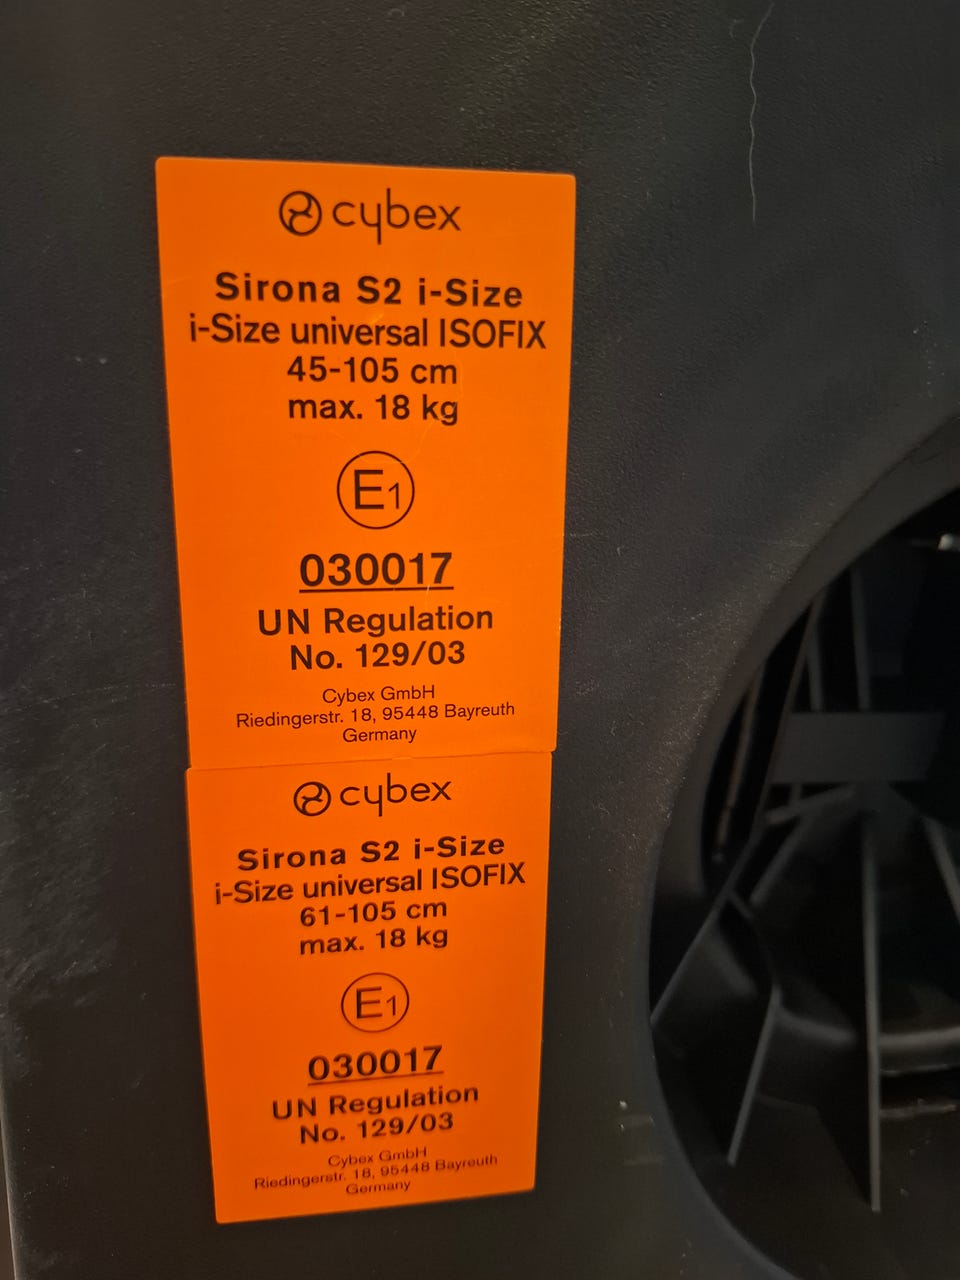 cybex
Sirona S2 i-Size
i-Size universal ISOFIX
45-105 cm
max. 18 kg
E1
030017
UN Regulation
No. 129/03
Cybex GmbH
Riedingerstr. 18, 95448 Bayreuth
Germany
cybex
Sirona S2 i-Size
i-Size universal ISOFIX
61-105 cm
max. 18 kg
E1
030017
UN Regulation
No. 129/03
Cybex GmbH
Riedingerstr. 18, 95448 Bayreuth
Germany